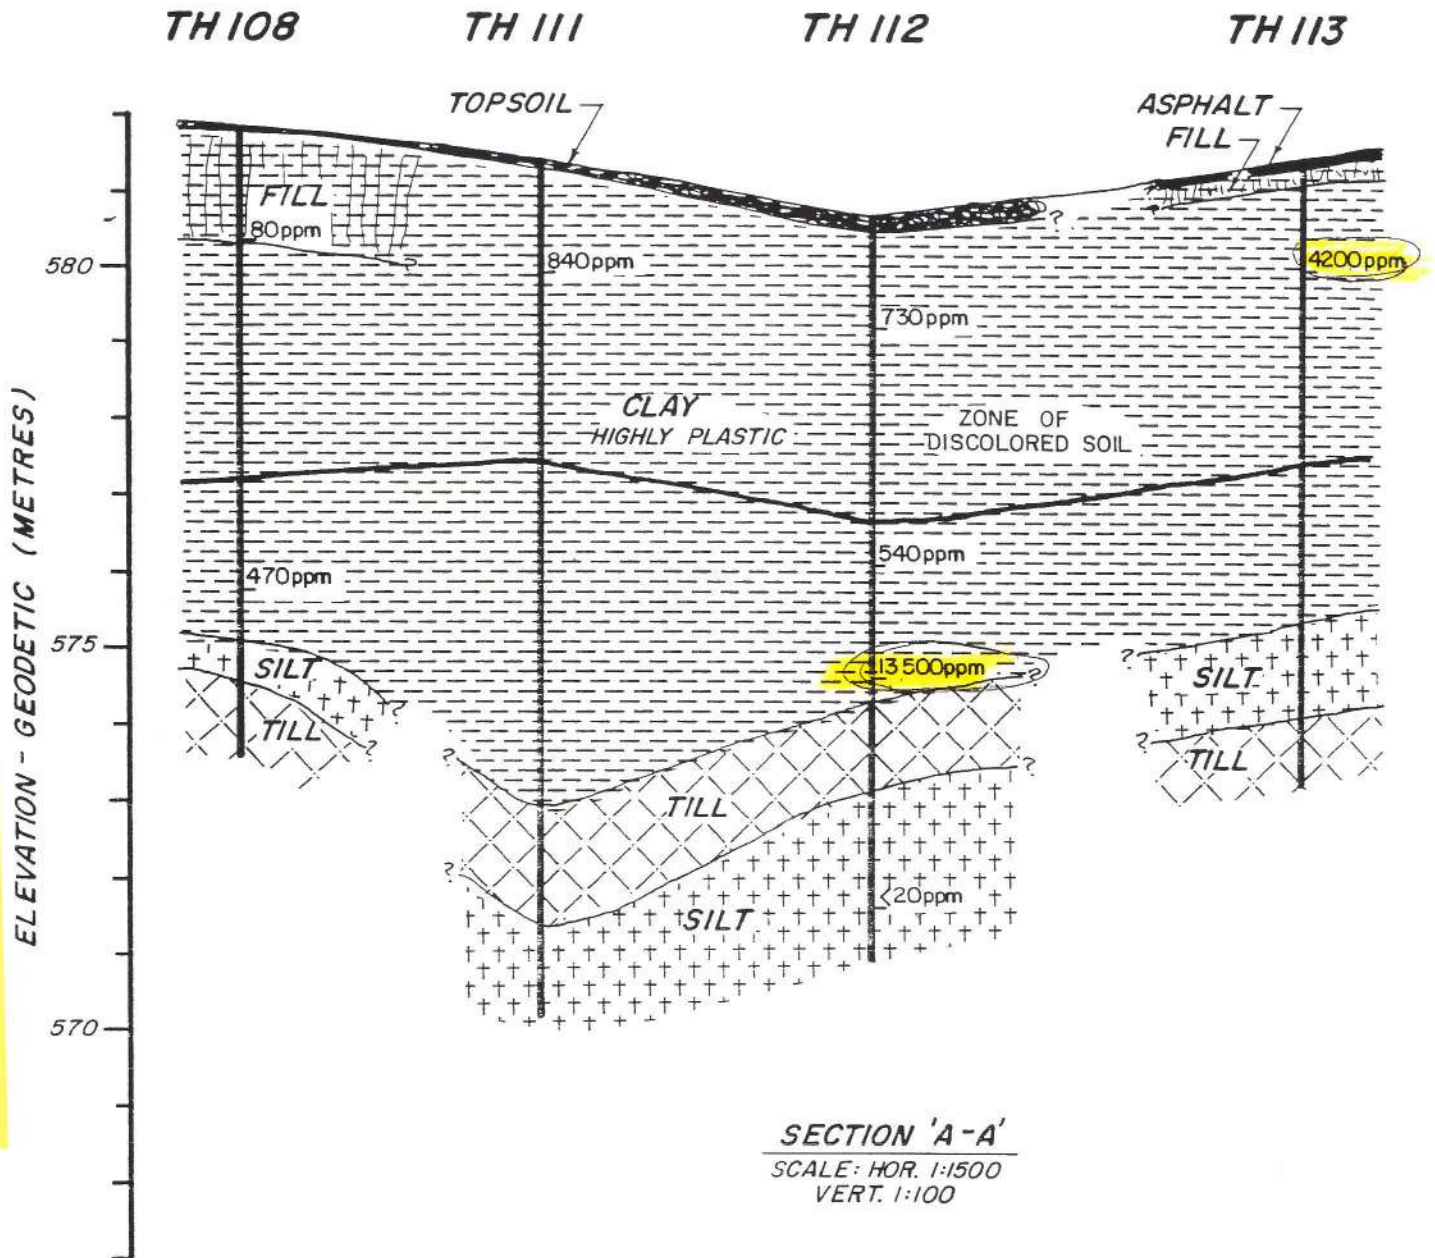 TH 108
TH 111
TH 112
TH 113
TOPSOIL
ASPHALT
FILL
FILL
80ppm
580
840ppm
4200ppm
730ppm
CLAY
HIGHLY PLASTIC
ZONE OF
DISCOLORED SOIL
ELEVATION - GEODETIC (METRES)
540ppm
470ppm
575
13 500ppm
SILT
TILL
SILT
TILL
TILL
<20ppm
SILT
570
?
?
?
?
?
?
?
?
?
?
SECTION 'A-A'
SCALE: HOR. 1:1500
VERT. 1:100